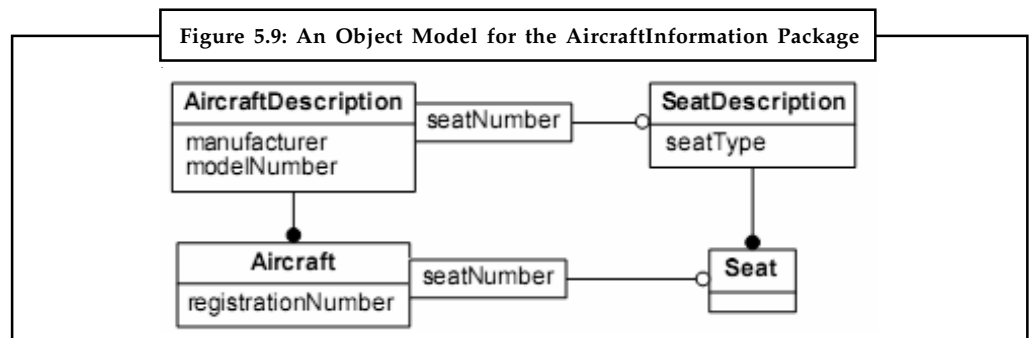 Figure 5.9: An Object Model for the AircraftInformation Package
AircraftDescription
manufacturer
modelNumber
seatNumber
SeatDescription
seatType
Aircraft
registrationNumber
seatNumber
Seat